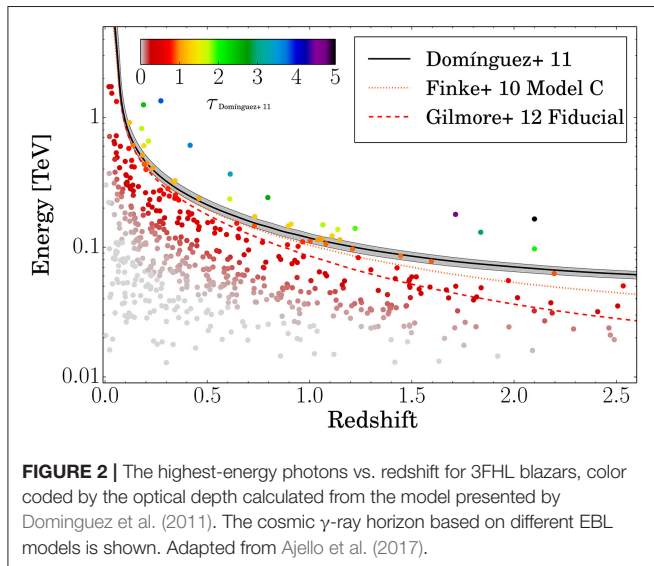 0 1 2 3 4 5
τ Domínguez+ 11
Domínguez+ 11
Finke+ 10 Model C
Gilmore+ 12 Fiducial
Energy [TeV]
1
0.1
0.01
0.0 0.5 1.0 1.5 2.0 2.5
Redshift
FIGURE 2 | The highest-energy photons vs. redshift for 3FHL blazars, color
coded by the optical depth calculated from the model presented by
Dominguez et al. (2011). The cosmic γ-ray horizon based on different EBL
models is shown. Adapted from Ajello et al. (2017).